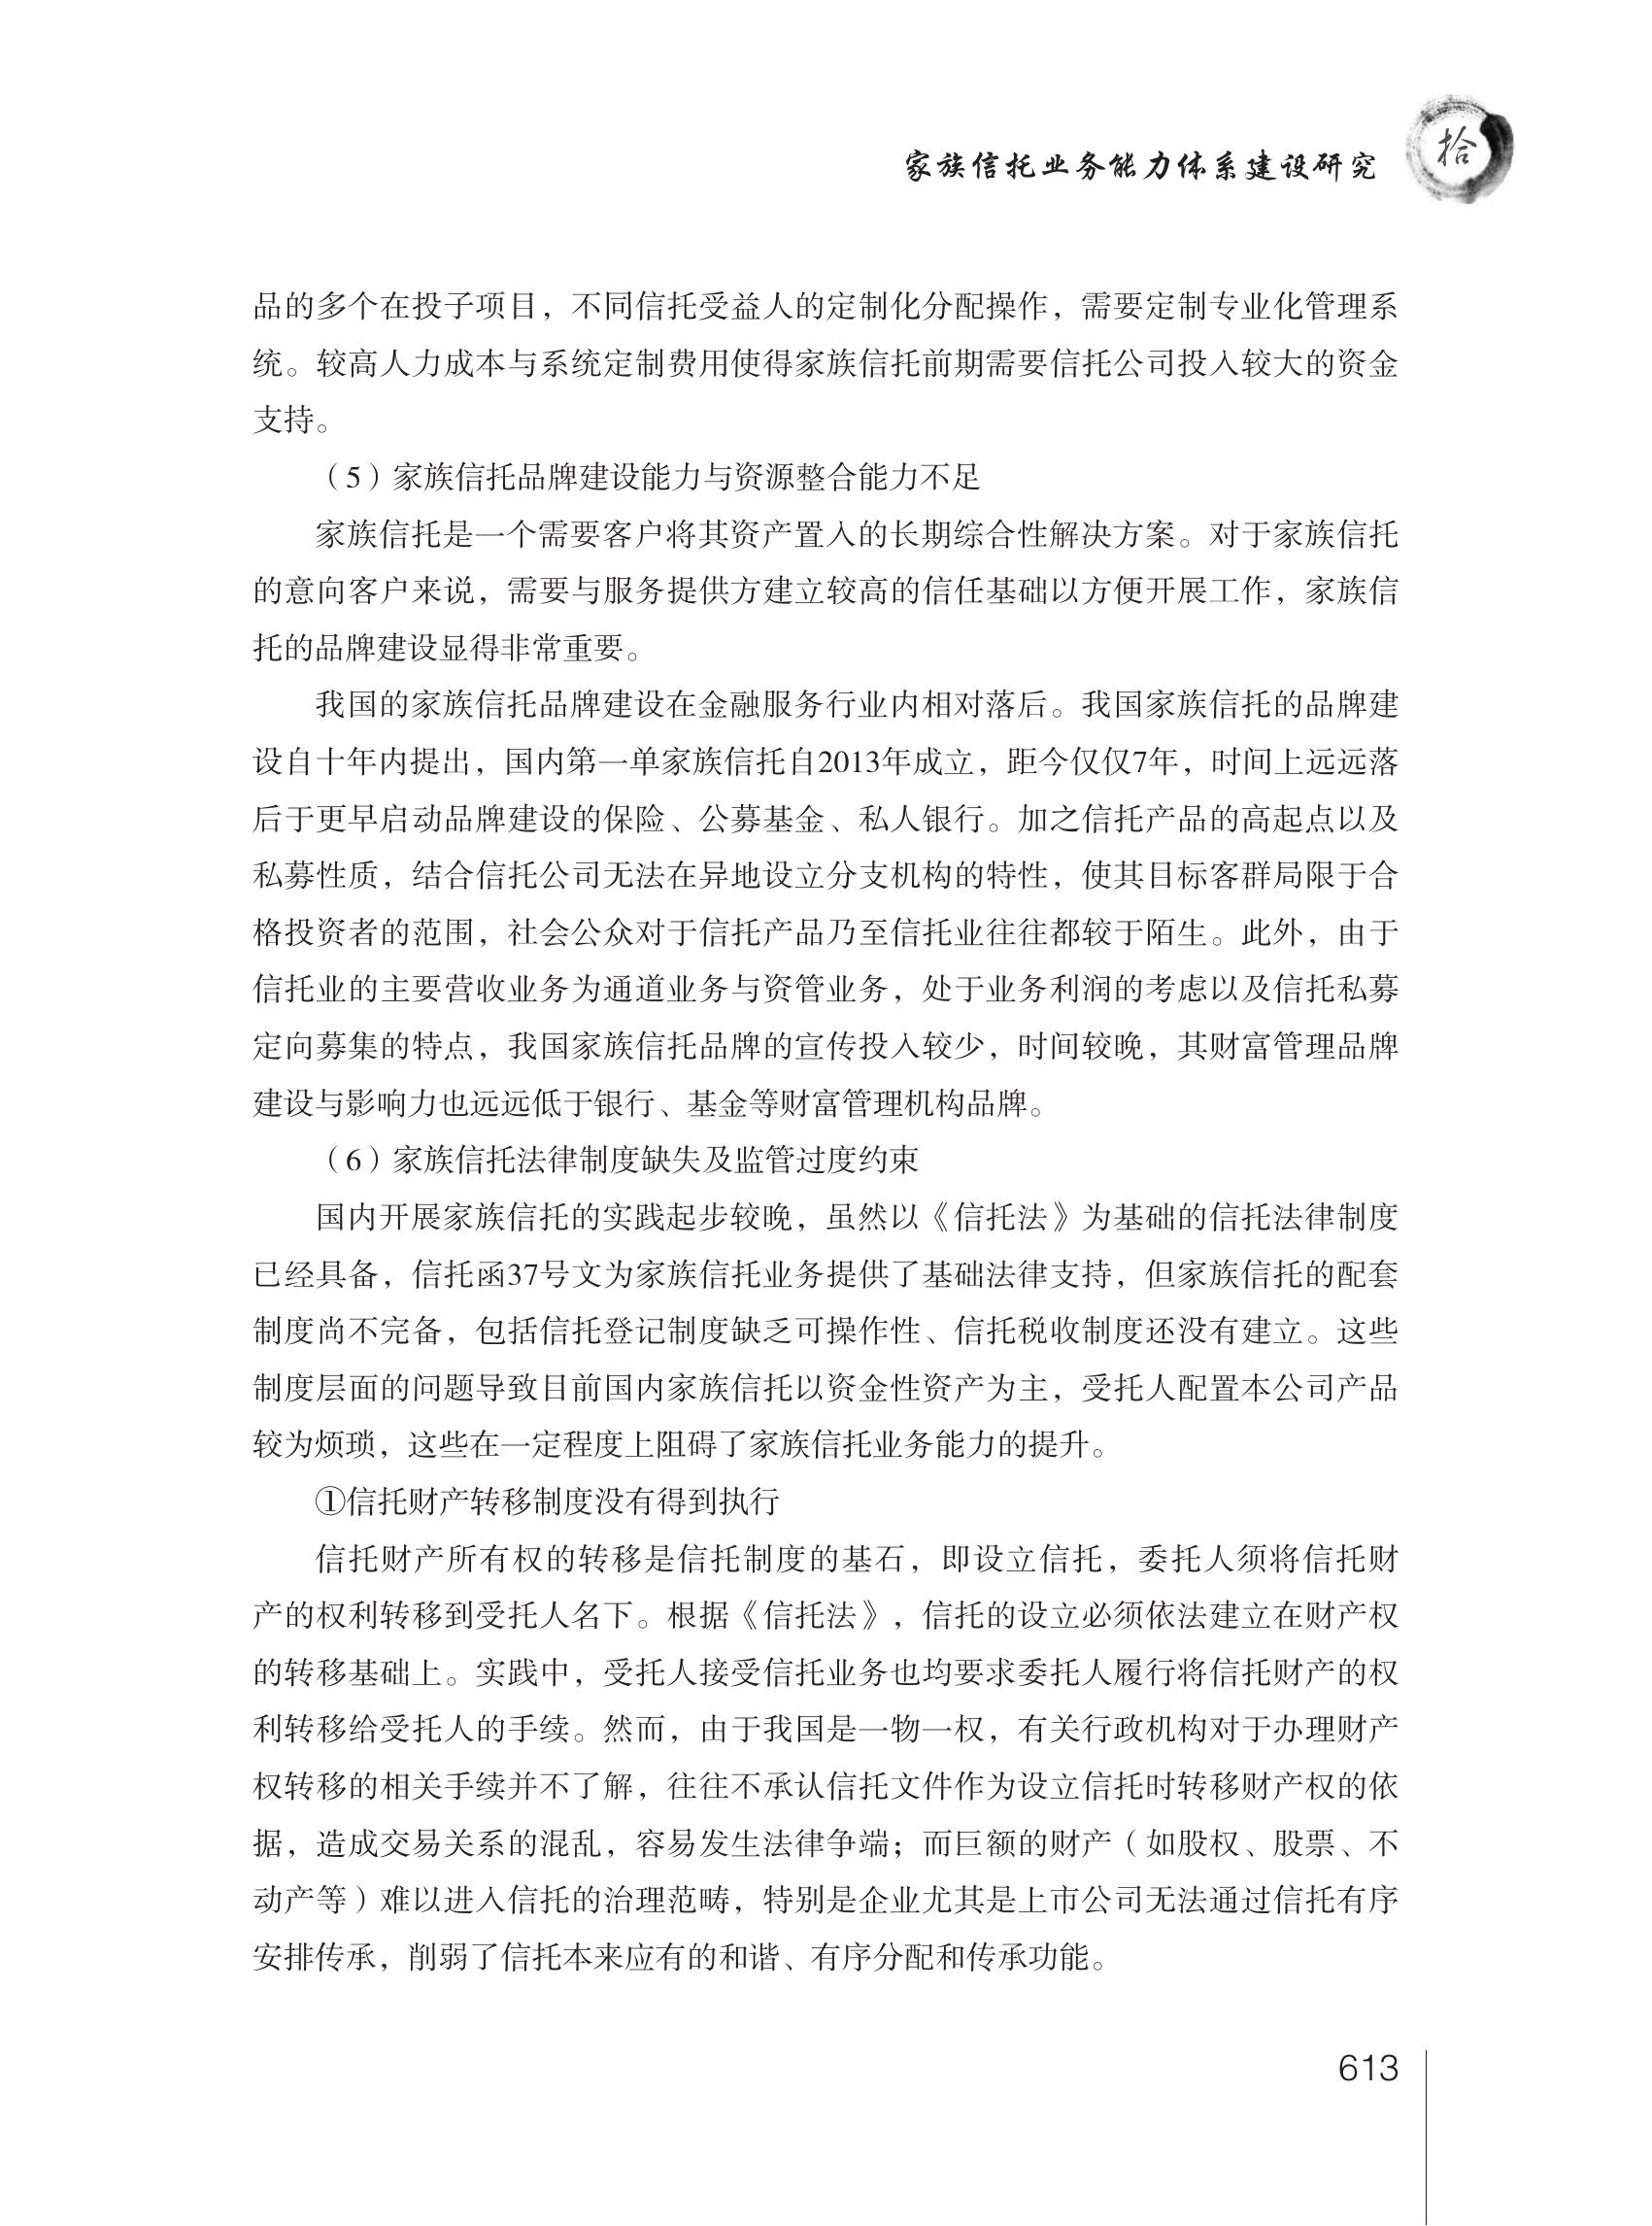 家族信托业务能力体系建设研究
拾
品的多个在投子项目，不同信托受益人的定制化分配操作，需要定制专业化管理系
统。较高人力成本与系统定制费用使得家族信托前期需要信托公司投入较大的资金
支持。
（5）家族信托品牌建设能力与资源整合能力不足
家族信托是一个需要客户将其资产置入的长期综合性解决方案。对于家族信托
的意向客户来说，需要与服务提供方建立较高的信任基础以方便开展工作，家族信
托的品牌建设显得非常重要。
我国的家族信托品牌建设在金融服务行业内相对落后。我国家族信托的品牌建
设自十年内提出，国内第一单家族信托自2013年成立，距今仅仅7年，时间上远远落
后于更早启动品牌建设的保险、公募基金、私人银行。加之信托产品的高起点以及
私募性质，结合信托公司无法在异地设立分支机构的特性，使其目标客群局限于合
格投资者的范围，社会公众对于信托产品乃至信托业往往都较于陌生。此外，由于
信托业的主要营收业务为通道业务与资管业务，处于业务利润的考虑以及信托私募
定向募集的特点，我国家族信托品牌的宣传投入较少，时间较晚，其财富管理品牌
建设与影响力也远远低于银行、基金等财富管理机构品牌。
（6）家族信托法律制度缺失及监管过度约束
国内开展家族信托的实践起步较晚，虽然以《信托法》为基础的信托法律制度
已经具备，信托函37号文为家族信托业务提供了基础法律支持，但家族信托的配套
制度尚不完备，包括信托登记制度缺乏可操作性、信托税收制度还没有建立。这些
制度层面的问题导致目前国内家族信托以资金性资产为主，受托人配置本公司产品
较为烦琐，这些在一定程度上阻碍了家族信托业务能力的提升。
①信托财产转移制度没有得到执行
信托财产所有权的转移是信托制度的基石，即设立信托，委托人须将信托财
产的权利转移到受托人名下。根据《信托法》，信托的设立必须依法建立在财产权
的转移基础上。实践中，受托人接受信托业务也均要求委托人履行将信托财产的权
利转移给受托人的手续。然而，由于我国是一物一权，有关行政机构对于办理财产
权转移的相关手续并不了解，往往不承认信托文件作为设立信托时转移财产权的依
据，造成交易关系的混乱，容易发生法律争端；而巨额的财产（如股权、股票、不
动产等）难以进入信托的治理范畴，特别是企业尤其是上市公司无法通过信托有序
安排传承，削弱了信托本来应有的和谐、有序分配和传承功能。
613